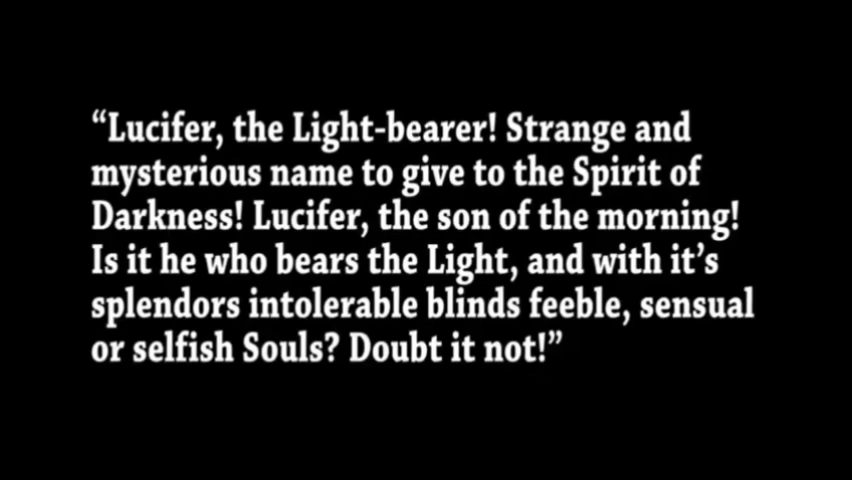 “Lucifer, the Light-bearer! Strange and
mysterious name to give to the Spirit of
Darkness! Lucifer, the son of the morning!
Is it he who bears the Light, and with it’s
splendors intolerable blinds feeble, sensual
or selfish Souls? Doubt it not!”